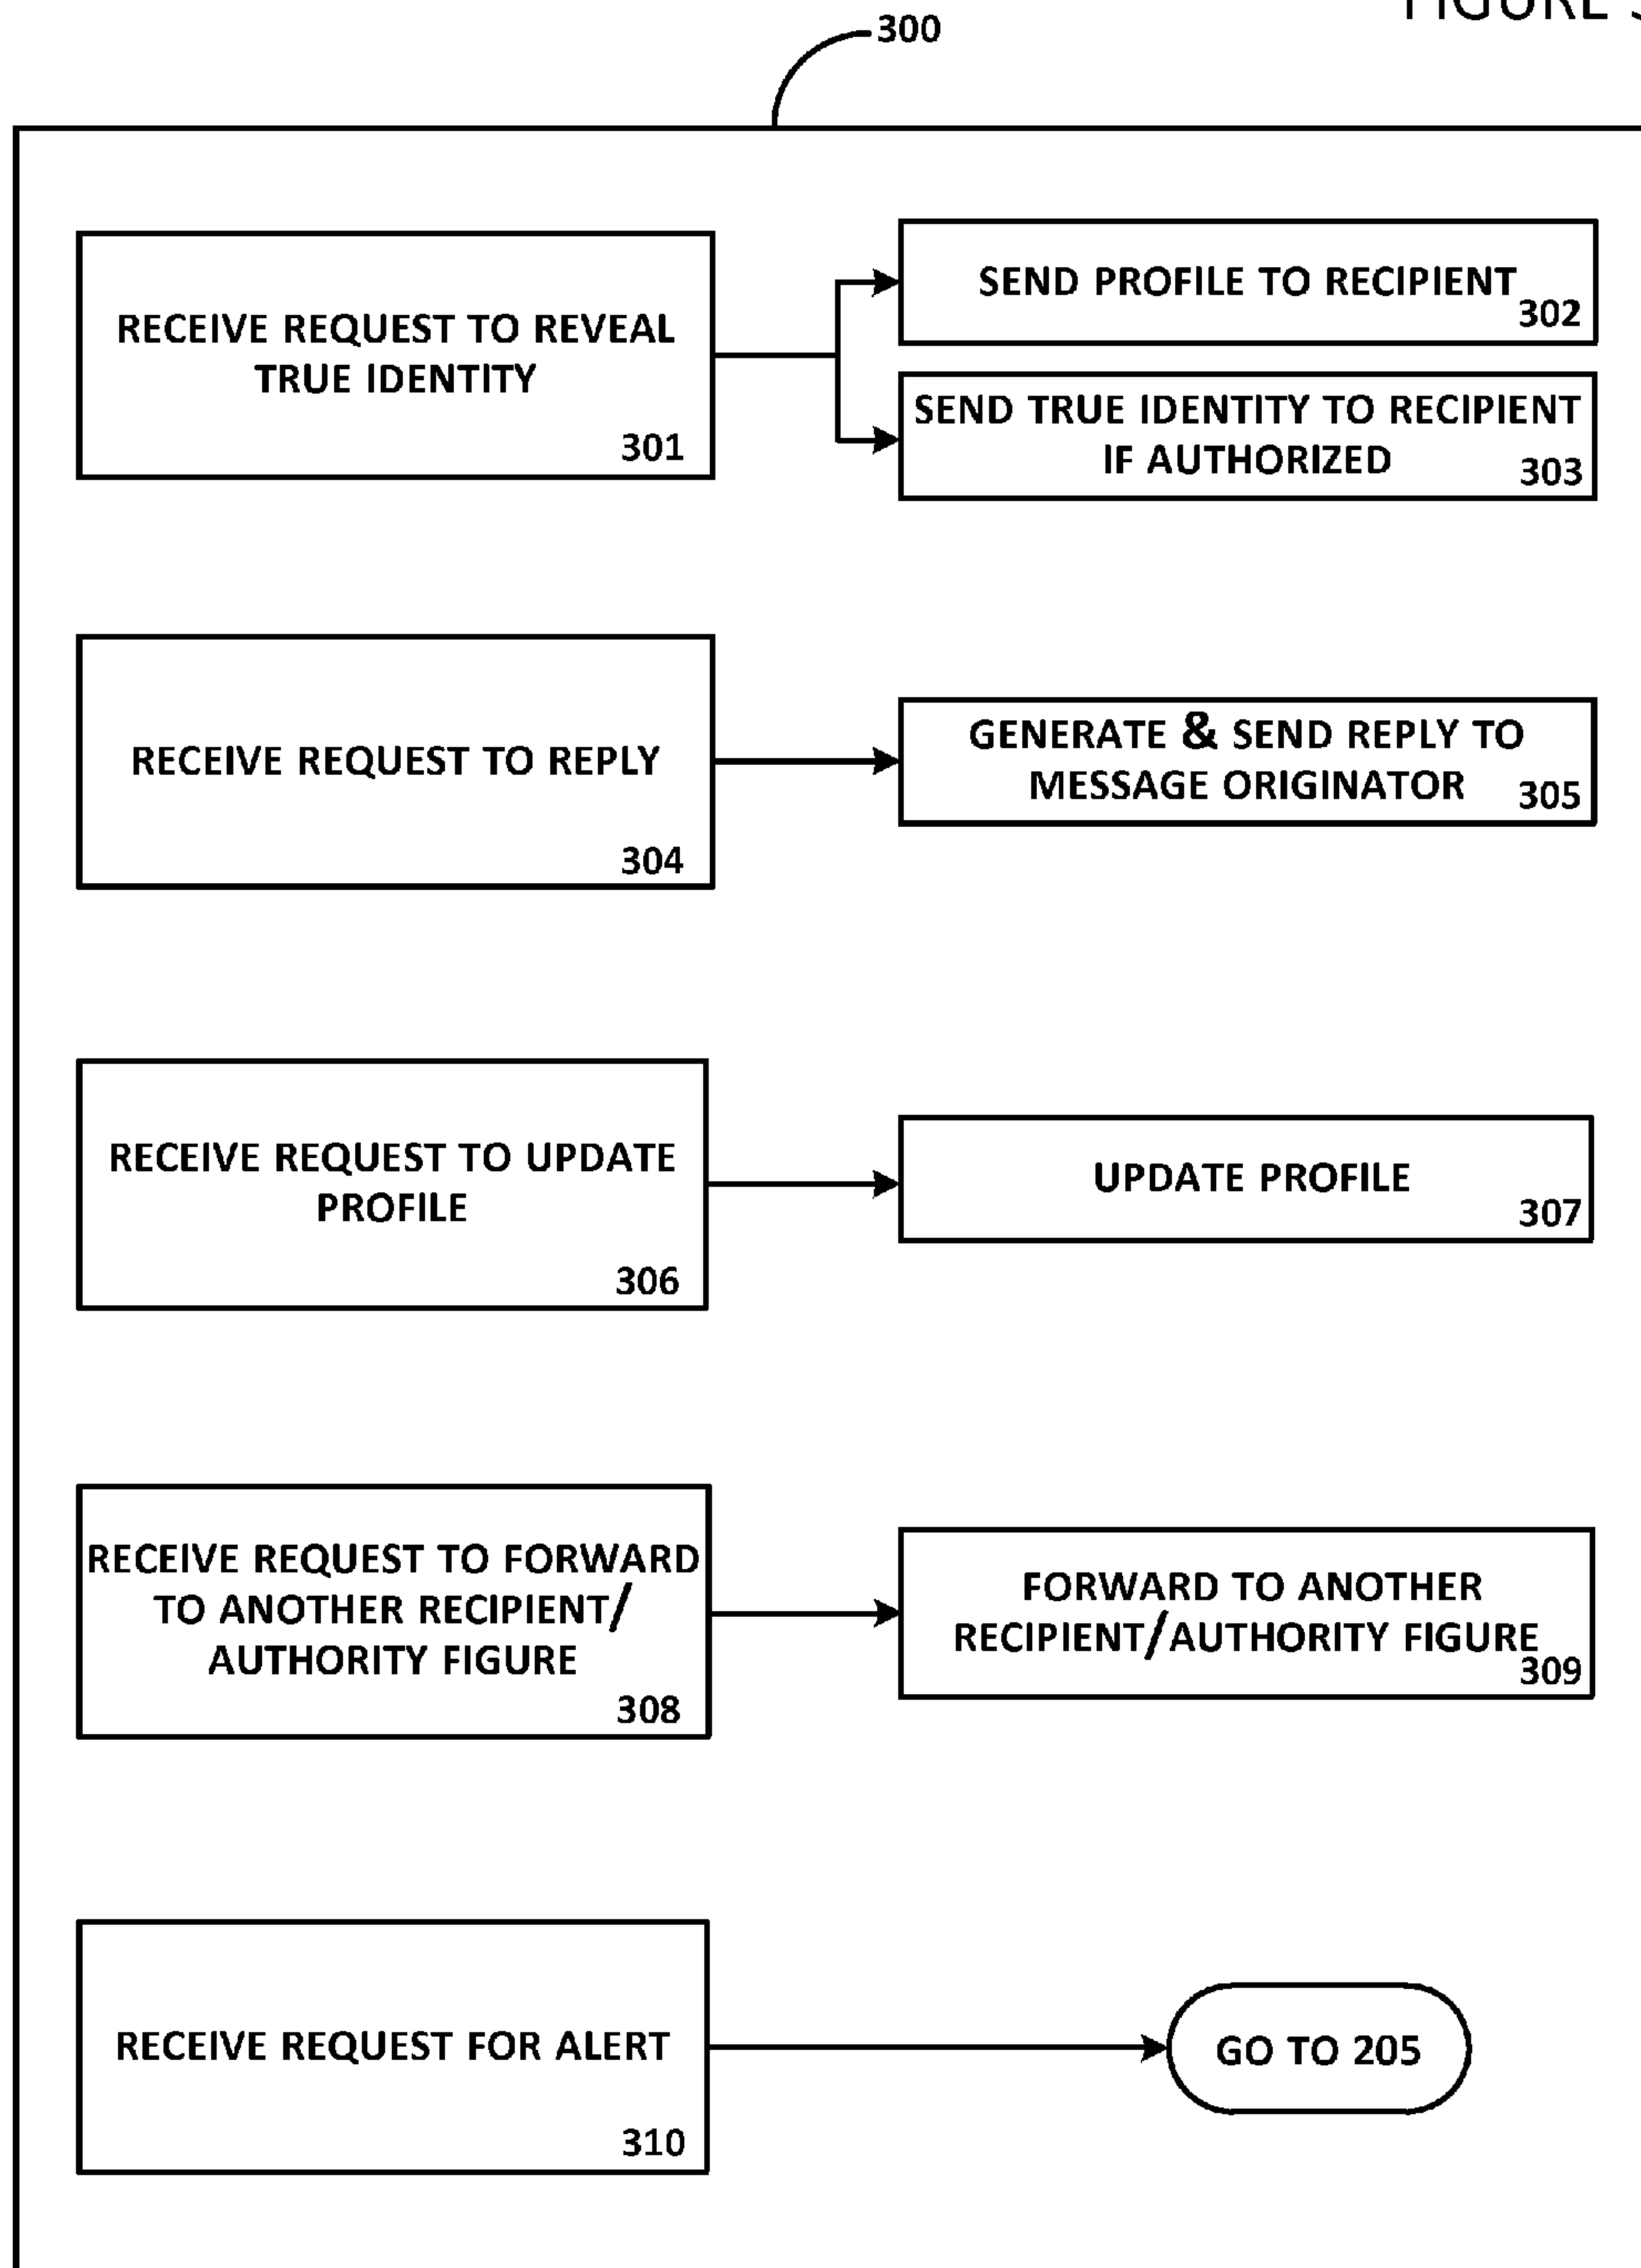 FIGURE
300
RECEIVE REQUEST TO REVEAL
TRUE IDENTITY
301
SEND PROFILE TO RECIPIENT
302
SEND TRUE IDENTITY TO RECIPIENT
IF AUTHORIZED
303
RECEIVE REQUEST TO REPLY
304
GENERATE & SEND REPLY TO
MESSAGE ORIGINATOR
305
RECEIVE REQUEST TO UPDATE
PROFILE
306
UPDATE PROFILE
307
RECEIVE REQUEST TO FORWARD
TO ANOTHER RECIPIENT/
AUTHORITY FIGURE
308
FORWARD TO ANOTHER
RECIPIENT/AUTHORITY FIGURE
309
RECEIVE REQUEST FOR ALERT
310
GO TO 205